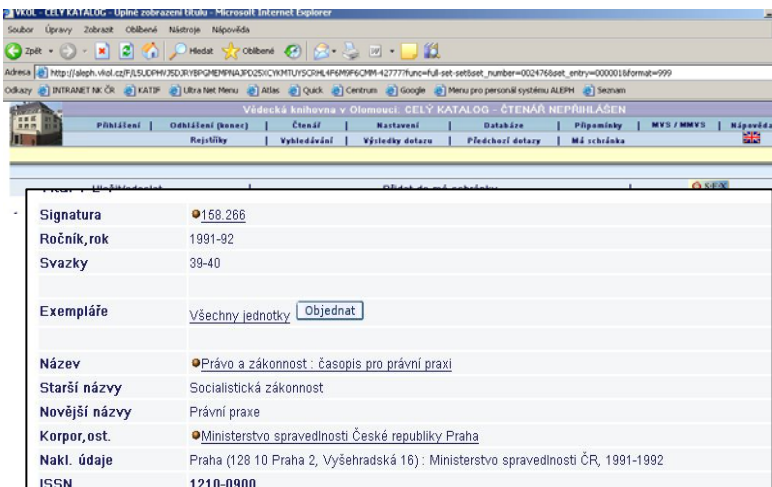 VKOL - CELÝ KATALOG - Úplné zobrazení titulu - Microsoft Internet Explorer
Soubor Úpravy Zobrazit Oblíbené Nástroje Nápověda
Zpět Hledat Oblíbené
Adresa
Odkazy INTRANET NK ČR KATIF Ultra Net Menu Atlas Quick Centrum Google Menu pro personál systému ALEPH Seznam
Vědecká knihovna v Olomouci: CELÝ KATALOG - ČTENÁŘ NEPŘIHLÁŠEN
Přihlášení | Odhlášení (konec) | Čtenář | Nastavení | Databáze | Připomínky | MVS / MMVS | Nápověda
Rejstříky | Vyhledávání | Výsledky dotazu | Předchozí dotazy | Má schránka
Signatura 158.266
Ročník,rok 1991-92
Svazky 39-40
Exempláře Všechny jednotky Objednat
Název Právo a zákonnost : časopis pro právní praxi
Starší názvy Socialistická zákonnost
Novější názvy Právní praxe
Korpor,ost. Ministerstvo spravedlnosti České republiky Praha
Nakl. údaje Praha (128 10 Praha 2, Vyšehradská 16) : Ministerstvo spravedlnosti ČR, 1991-1992
ISSN 1210-0900